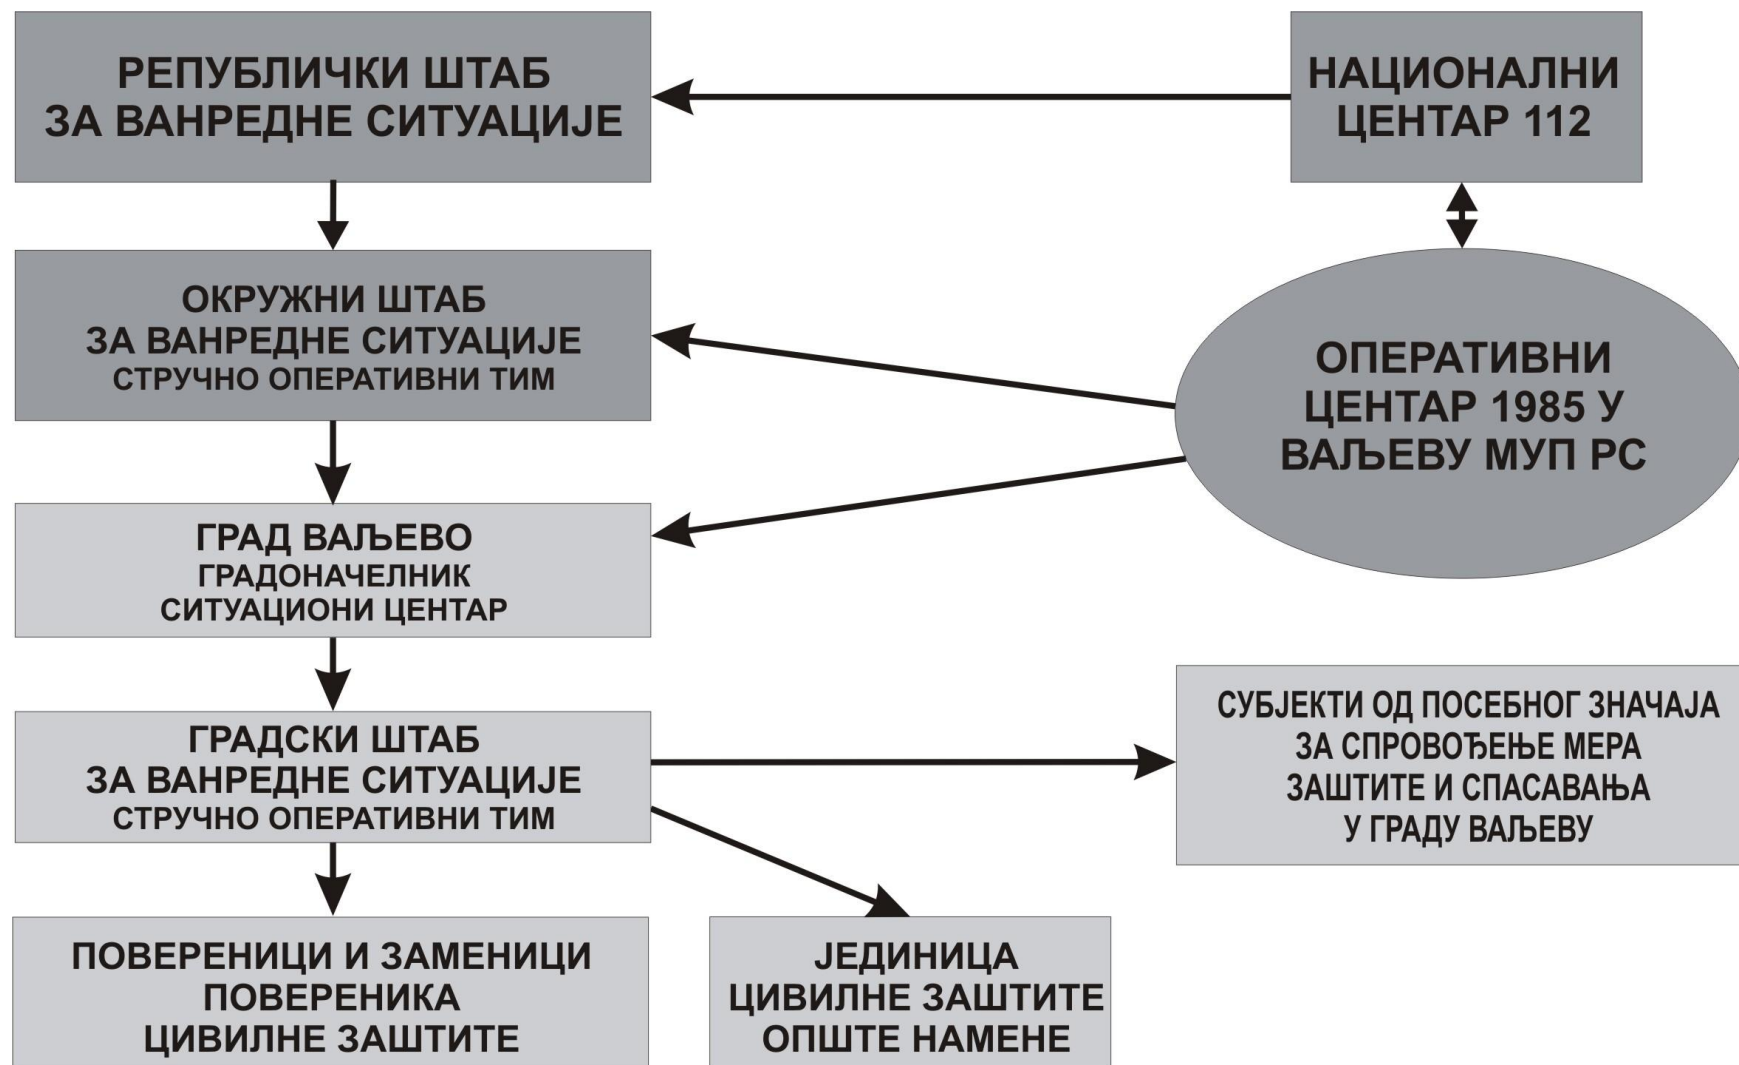 РЕПУБЛИЧКИ ШТАБ
ЗА ВАНРЕДНЕ СИТУАЦИЈЕ
НАЦИОНАЛНИ
ЦЕНТАР 112
ОКРУЖНИ ШТАБ
ЗА ВАНРЕДНЕ СИТУАЦИЈЕ
СТРУЧНО ОПЕРАТИВНИ ТИМ
ОПЕРАТИВНИ
ЦЕНТАР 1985 У
ВАЉЕВУ МУП РС
ГРАД ВАЉЕВО
ГРАДОНАЧЕЛНИК
СИТУАЦИОНИ ЦЕНТАР
ГРАДСКИ ШТАБ
ЗА ВАНРЕДНЕ СИТУАЦИЈЕ
СТРУЧНО ОПЕРАТИВНИ ТИМ
СУБЈЕКТИ ОД ПОСЕБНОГ ЗНАЧАЈА
ЗА СПРОВОЂЕЊЕ МЕРА
ЗАШТИТЕ И СПАСАВАЊА
У ГРАДУ ВАЉЕВУ
ПОВЕРЕНИЦИ И ЗАМЕНИЦИ
ПОВЕРЕНИКА
ЦИВИЛНЕ ЗАШТИТЕ
ЈЕДИНИЦА
ЦИВИЛНЕ ЗАШТИТЕ
ОПШТЕ НАМЕНЕ